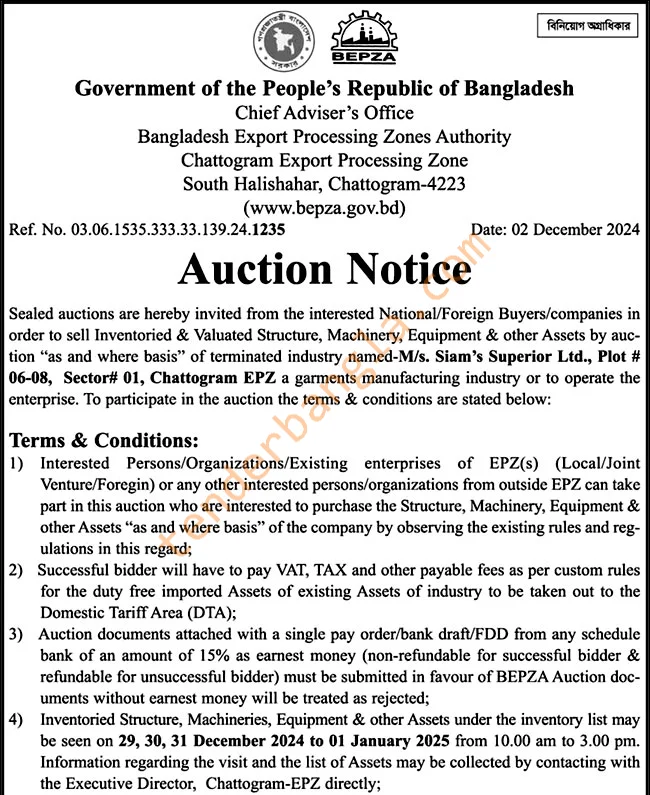 গণপ্রজাতন্ত্রী বাংলাদেশ
সরকার
BEPZA
বিনিয়োগ অগ্রাধিকার
Government of the People's Republic of Bangladesh
Chief Adviser's Office
Bangladesh Export Processing Zones Authority
Chattogram Export Processing Zone
South Halishahar, Chattogram-4223
(www.bepza.gov.bd)
Ref. No. 03.06.1535.333.33.139.24.1235 Date: 02 December 2024
Auction Notice
Sealed auctions are hereby invited from the interested National/Foreign Buyers/companies in
order to sell Inventoried & Valuated Structure, Machinery, Equipment & other Assets by auc-
tion “as and where basis” of terminated industry named-M/s. Siam's Superior Ltd., Plot #
06-08, Sector# 01, Chattogram EPZ a garments manufacturing industry or to operate the
enterprise. To participate in the auction the terms & conditions are stated below:
Terms & Conditions:
1) Interested Persons/Organizations/Existing enterprises of EPZ(s) (Local/Joint
Venture/Foregin) or any other interested persons/organizations from outside EPZ can take
part in this auction who are interested to purchase the Structure, Machinery, Equipment &
other Assets “as and where basis” of the company by observing the existing rules and reg-
ulations in this regard;
2) Successful bidder will have to pay VAT, TAX and other payable fees as per custom rules
for the duty free imported Assets of existing Assets of industry to be taken out to the
Domestic Tariff Area (DTA);
3) Auction documents attached with a single pay order/bank draft/FDD from any schedule
bank of an amount of 15% as earnest money (non-refundable for successful bidder &
refundable for unsuccessful bidder) must be submitted in favour of BEPZA Auction doc-
uments without earnest money will be treated as rejected;
4) Inventoried Structure, Machineries, Equipment & other Assets under the inventory list may
be seen on 29, 30, 31 December 2024 to 01 January 2025 from 10.00 am to 3.00 pm.
Information regarding the visit and the list of Assets may be collected by contacting with
the Executive Director, Chattogram-EPZ directly;
tenderbangla.com